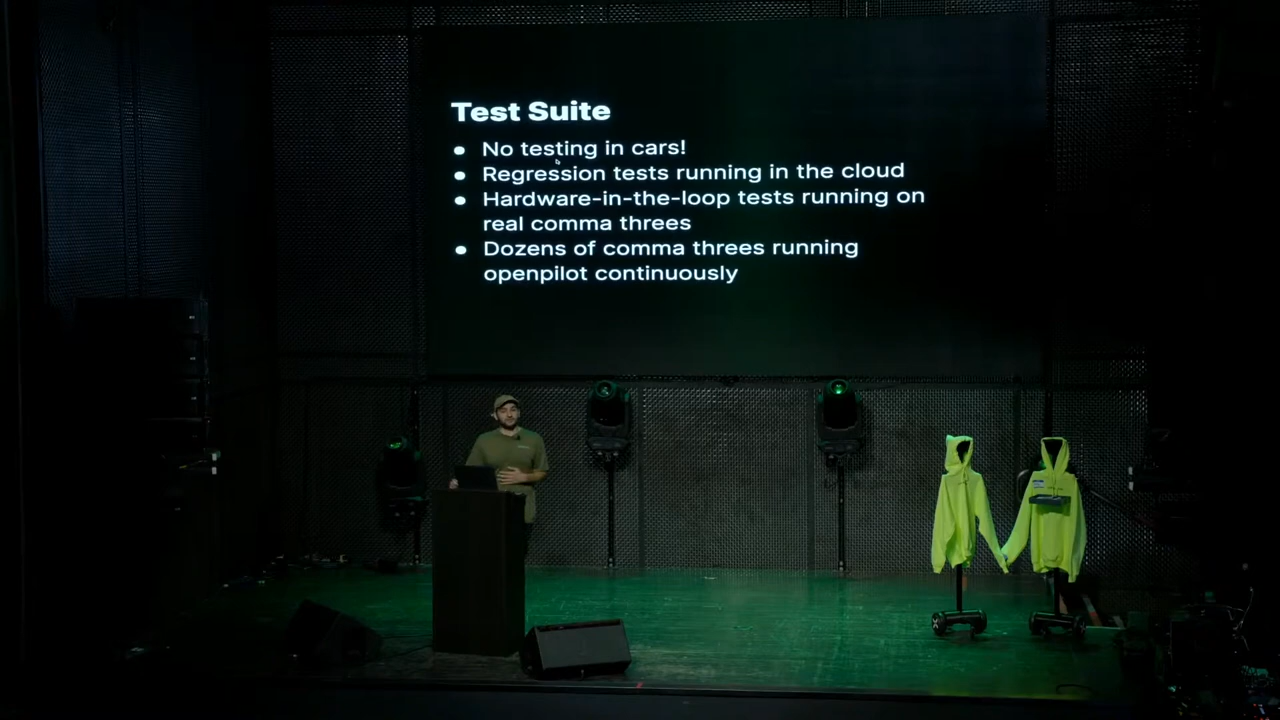 Test Suite
● No testing in cars!
● Regression tests running in the cloud
● Hardware-in-the-loop tests running on
real comma threes
● Dozens of comma threes running
openpilot continuously